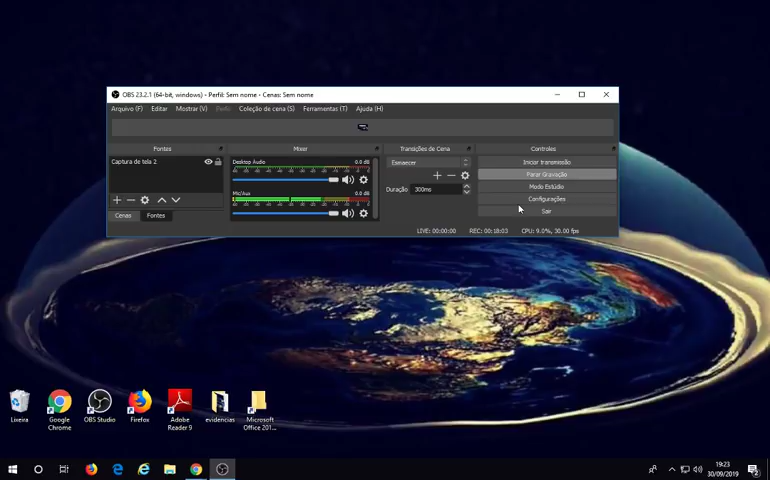 OBS 23.2.1 (64-bit, windows) - Perfil: Sem nome - Cenas: Sem nome
Arquivo (F) Editar Mostrar (V) Perfis Coleção de cena (S) Ferramentas (T) Ajuda (H)
Fontes Mixer Transições de Cena Controles
Captura de tela 2
Desktop Áudio 0.0 dB
Mic/Aux 0.0 dB
Esmaecer
Duração 300ms
Iniciar transmissão
Parar Gravação
Modo Estúdio
Configurações
Sair
Cenas Fontes
LIVE: 00:00:00 REC: 00:18:03 CPU: 9.0%, 30.00 fps
Lixeira
Google Chrome
OBS Studio
Firefox
Adobe Reader 9
evidencias
Microsoft Office 201...
19:23
30/09/2019
2